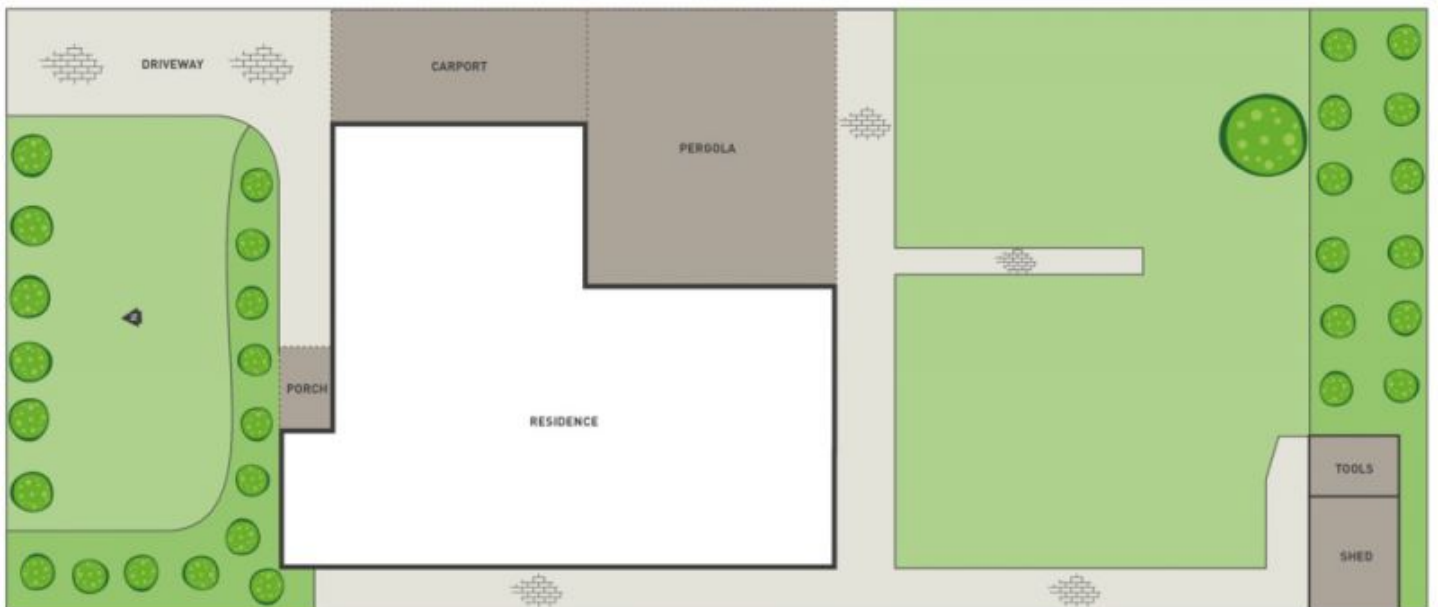 DRIVEWAY
CARPORT
PERGOLA
PORCH
RESIDENCE
TOOLS
SHED